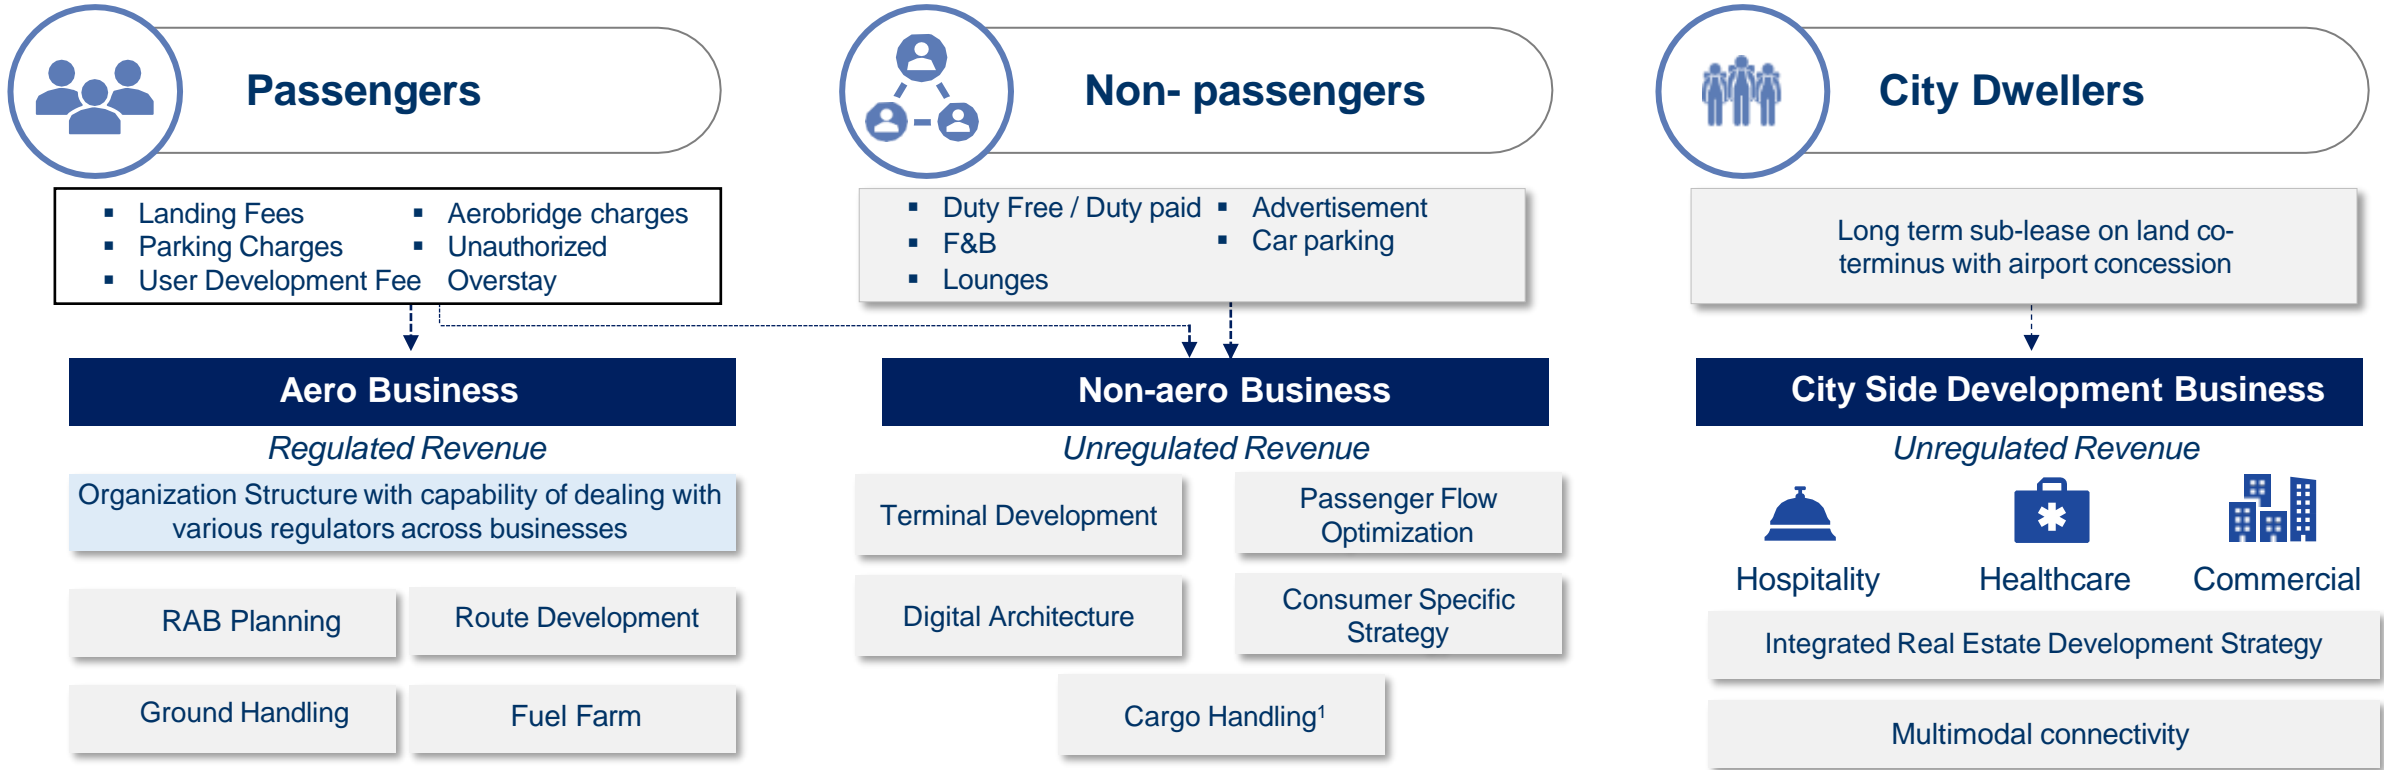 Passengers
Landing Fees
Parking Charges
User Development Fee
Aerobridge charges
Unauthorized
Overstay
Aero Business
Regulated Revenue
Organization Structure with capability of dealing with
various regulators across businesses
RAB Planning
Route Development
Ground Handling
Fuel Farm
Non- passengers
Duty Free / Duty paid
F&B
Lounges
Advertisement
Car parking
Non-aero Business
Unregulated Revenue
Terminal Development
Passenger Flow
Optimization
Digital Architecture
Consumer Specific
Strategy
Cargo Handling¹
City Dwellers
Long term sub-lease on land co-
terminus with airport concession
City Side Development Business
Unregulated Revenue
Hospitality
Healthcare
Commercial
Integrated Real Estate Development Strategy
Multimodal connectivity